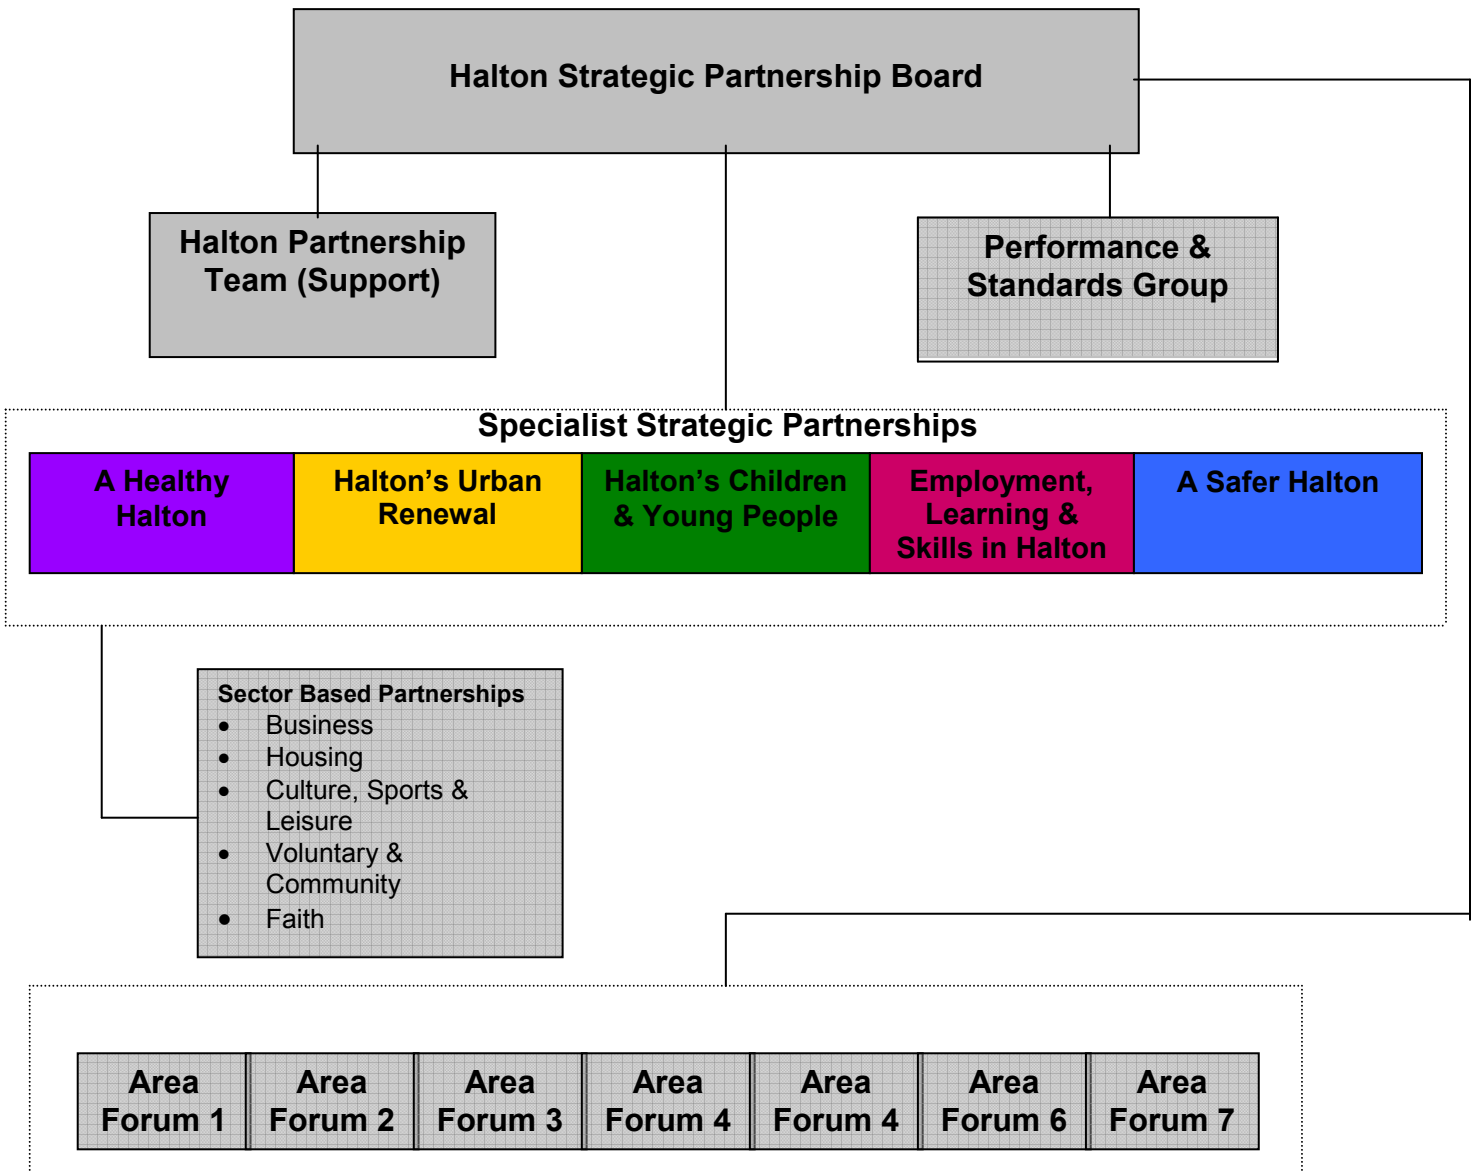 Halton Strategic Partnership Board
Halton Partnership
Team (Support)
Performance &
Standards Group
Specialist Strategic Partnerships
A Healthy
Halton
Halton’s Urban
Renewal
Halton’s Children
& Young People
Employment,
Learning &
Skills in Halton
A Safer Halton
Sector Based Partnerships
• Business
• Housing
• Culture, Sports &
Leisure
• Voluntary &
Community
• Faith
Area
Forum 1
Area
Forum 2
Area
Forum 3
Area
Forum 4
Area
Forum 4
Area
Forum 6
Area
Forum 7